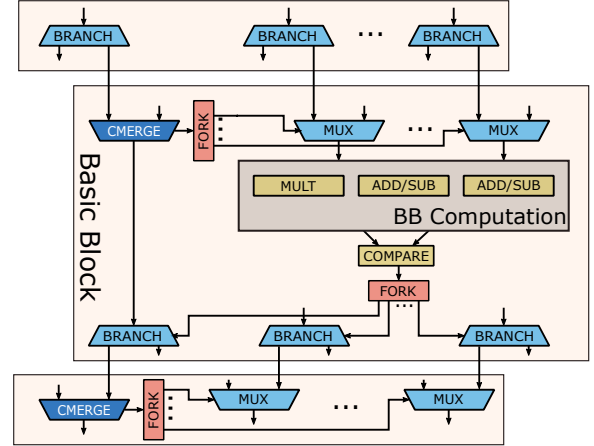 BRANCH
BRANCH
...
BRANCH
CMERGE
FORK
MUX
...
MUX
Basic Block
MULT
ADD/SUB
ADD/SUB
BB Computation
COMPARE
FORK
...
BRANCH
BRANCH
BRANCH
CMERGE
FORK
MUX
...
MUX